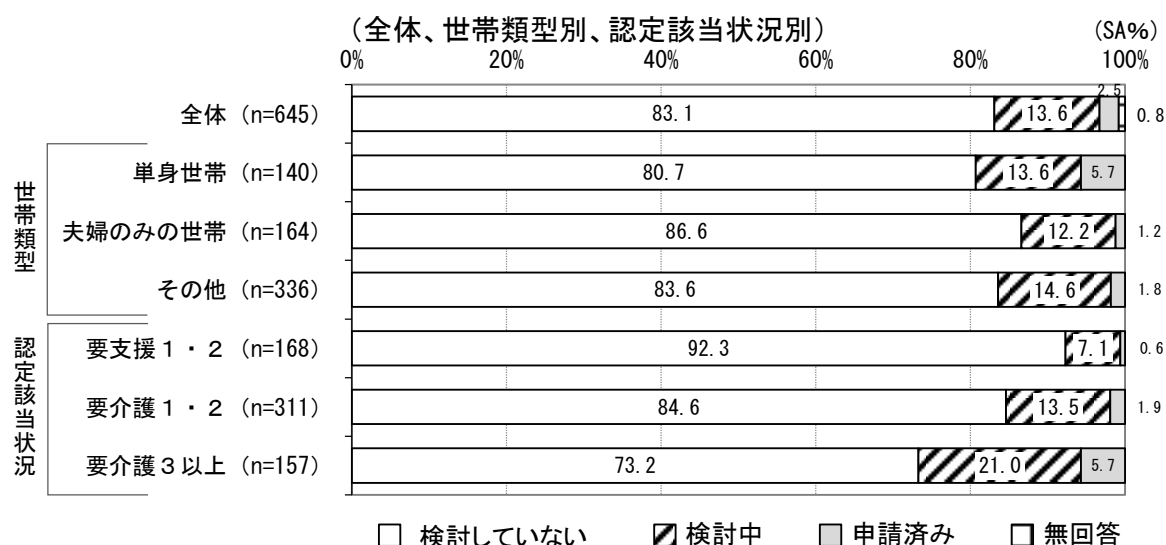 （全体、世帯類型別、認定該当状況別）
(SA%)
0% 20% 40% 60% 80% 100%
全体 (n=645) 83.1 13.6 2.5 0.8
世帯類型
単身世帯 (n=140) 80.7 13.6 5.7
夫婦のみの世帯 (n=164) 86.6 12.2 1.2
その他 (n=336) 83.6 14.6 1.8
認定該当状況
要支援１・２ (n=168) 92.3 7.1 0.6
要介護１・２ (n=311) 84.6 13.5 1.9
要介護３以上 (n=157) 73.2 21.0 5.7
検討していない 検討中 申請済み 無回答